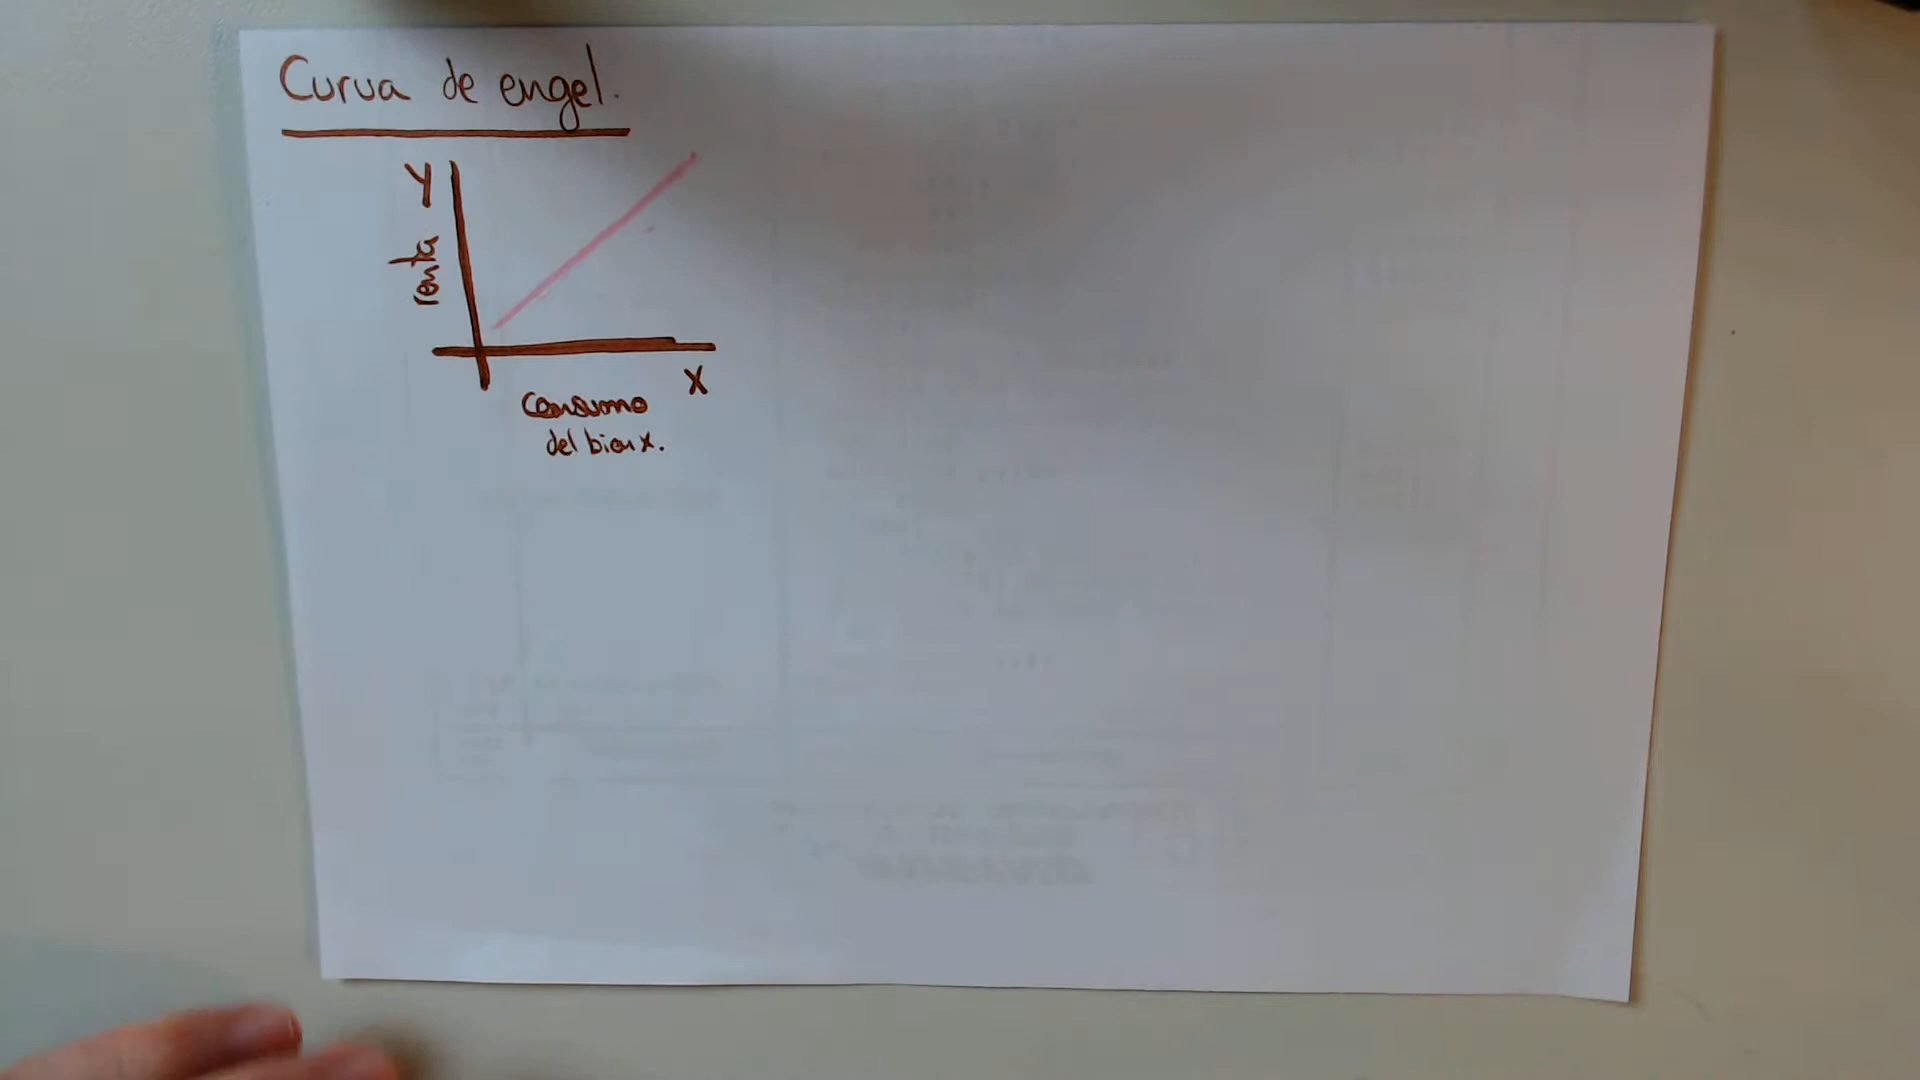 Curva de engel.
Y
renta
X
Consumo
del bien x.